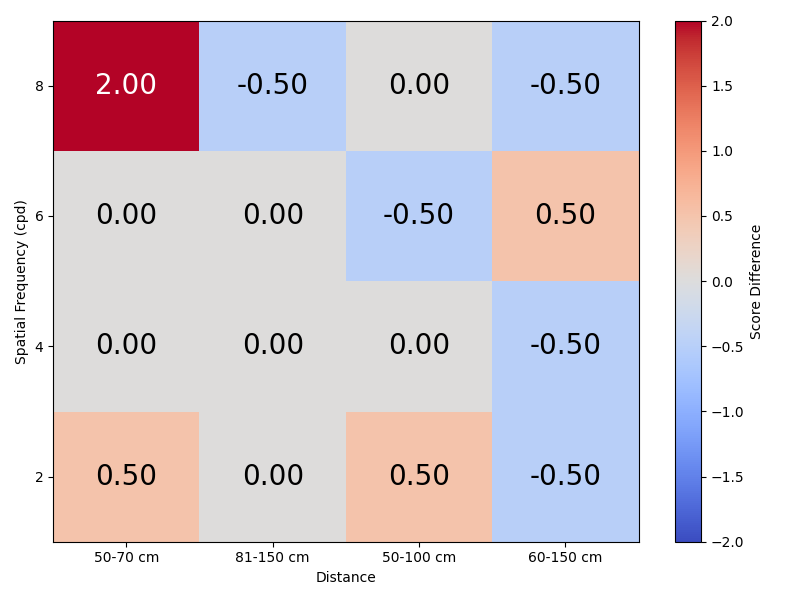 8
2.00 -0.50 0.00 -0.50
6
0.00 0.00 -0.50 0.50
4
0.00 0.00 0.00 -0.50
2
0.50 0.00 0.50 -0.50
50-70 cm 81-150 cm 50-100 cm 60-150 cm
Distance
Spatial Frequency (cpd)
2.0
1.5
1.0
0.5
0.0
−0.5
−1.0
−1.5
−2.0
Score Difference